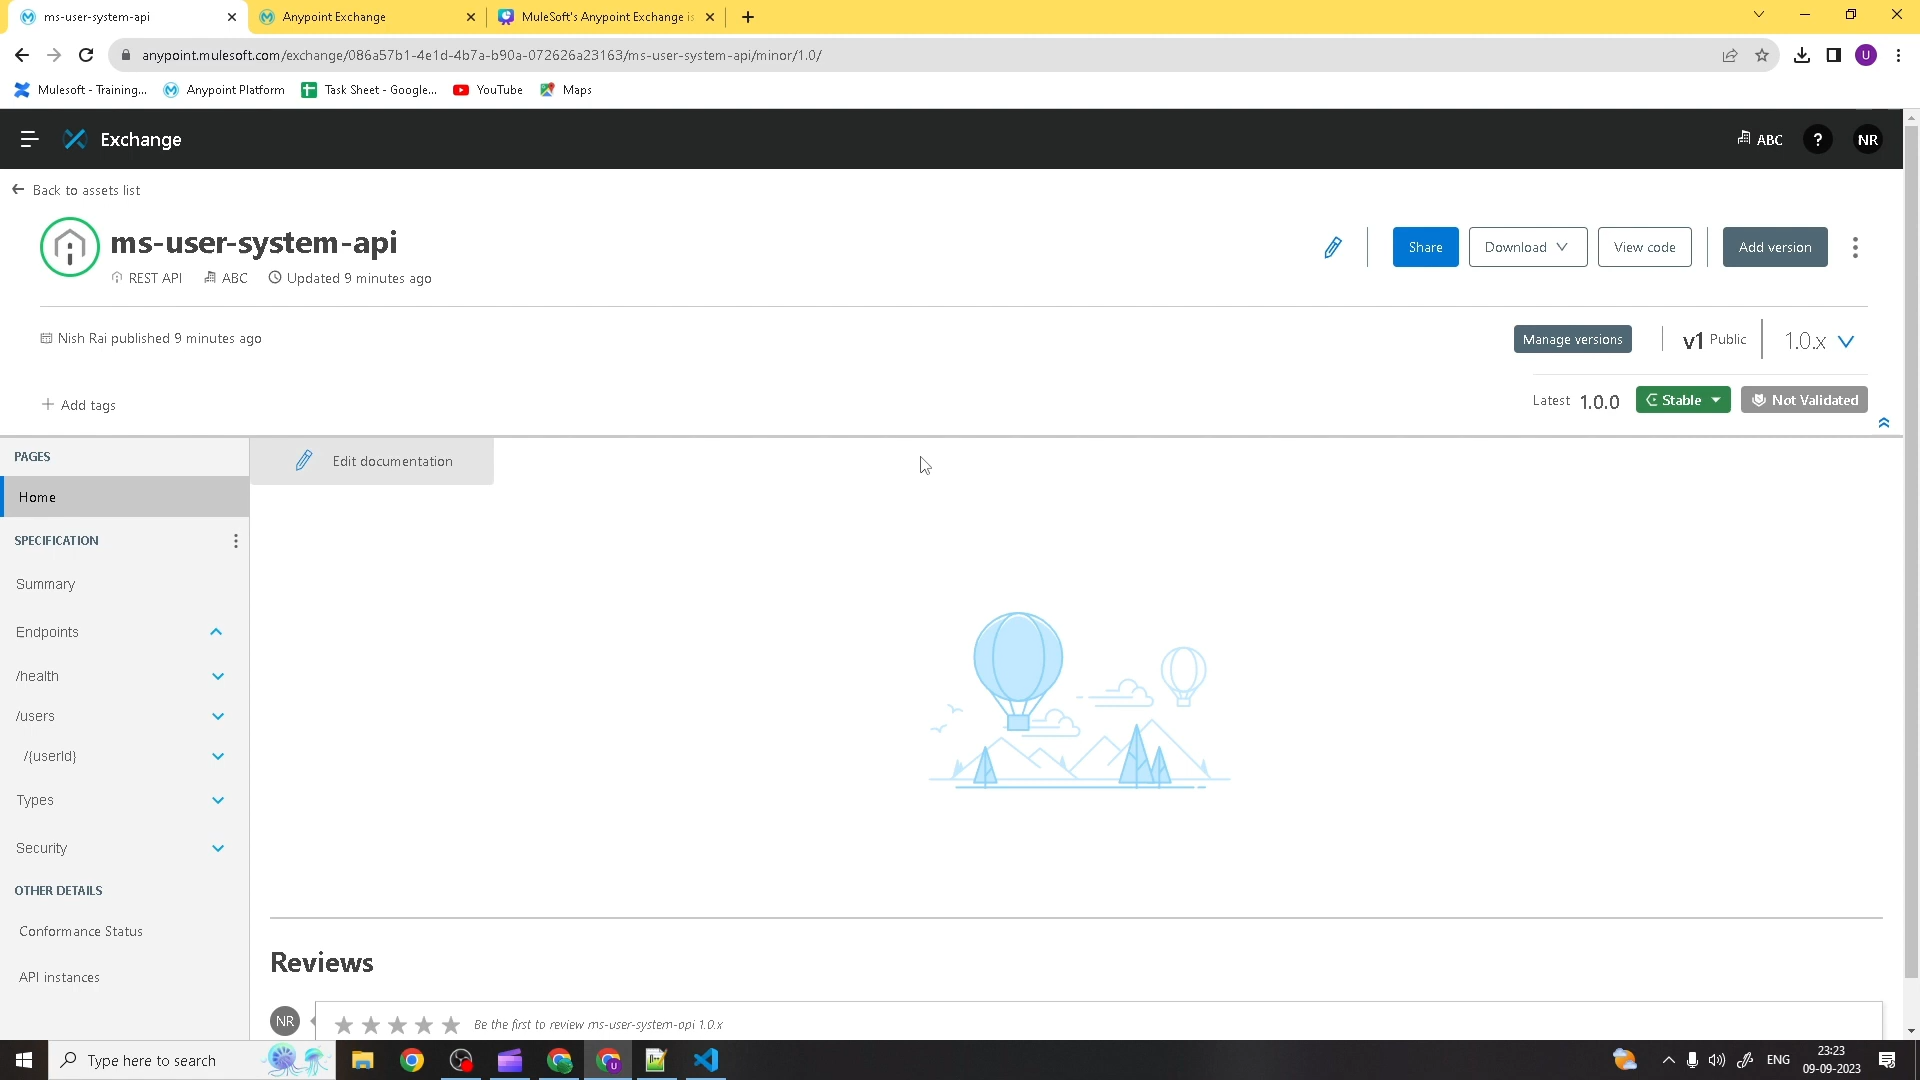 ms-user-system-api
Anypoint Exchange
MuleSoft's Anypoint Exchange is
anypoint.mulesoft.com/exchange/086a57b1-4e1d-4b7a-b90a-072626a23163/ms-user-system-api/minor/1.0/
U
Mulesoft - Training...
Anypoint Platform
Task Sheet - Google...
YouTube
Maps
Exchange
ABC
?
NR
Back to assets list
ms-user-system-api
REST API
ABC
Updated 9 minutes ago
Share
Download
View code
Add version
Nish Rai published 9 minutes ago
Manage versions
v1 Public
1.0.x
Add tags
Latest 1.0.0
Stable
Not Validated
PAGES
Edit documentation
Home
SPECIFICATION
Summary
Endpoints
/health
/users
/{userId}
Types
Security
OTHER DETAILS
Conformance Status
API instances
Reviews
NR
Be the first to review ms-user-system-api 1.0.x
Type here to search
ENG
23:23
09-09-2023